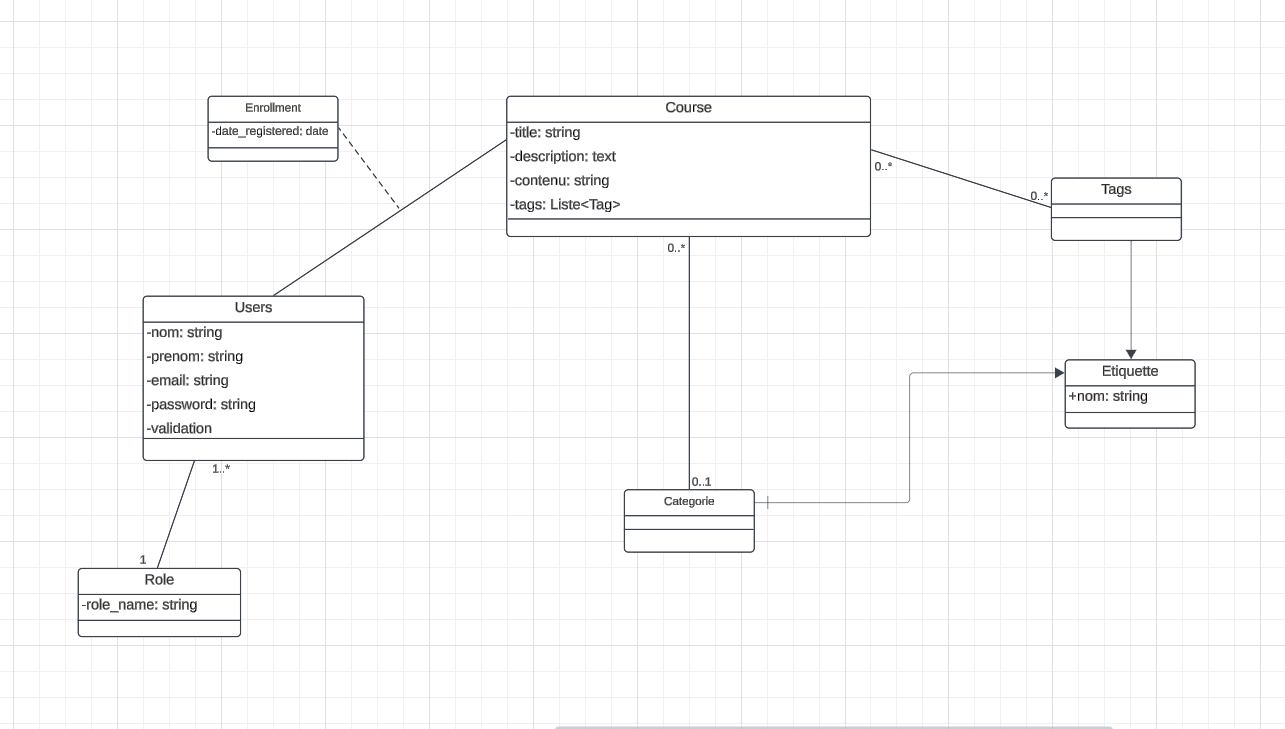 Enrollment
-date_registered: date
Course
-title: string
-description: text
-contenu: string
-tags: Liste<Tag>
0..*
0..*
Tags
0..*
Users
-nom: string
-prenom: string
-email: string
-password: string
-validation
1..*
Etiquette
+nom: string
0..1
Categorie
1
Role
-role_name: string